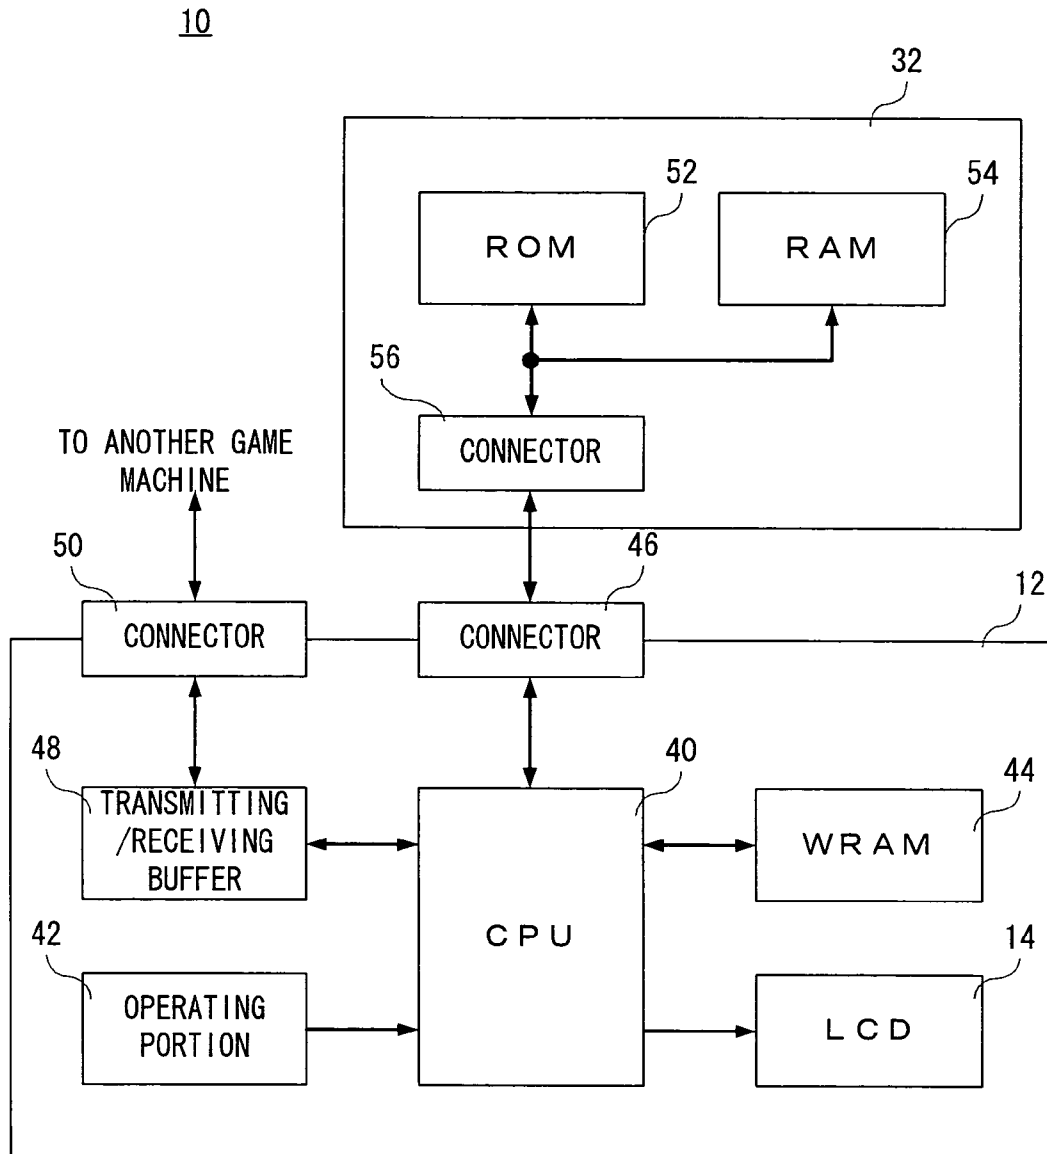 10
32
52
54
ROM
RAM
56
CONNECTOR
TO ANOTHER GAME
MACHINE
50
46
12
CONNECTOR
CONNECTOR
48
40
44
TRANSMITTING
/RECEIVING
BUFFER
WRAM
CPU
42
14
OPERATING
PORTION
LCD